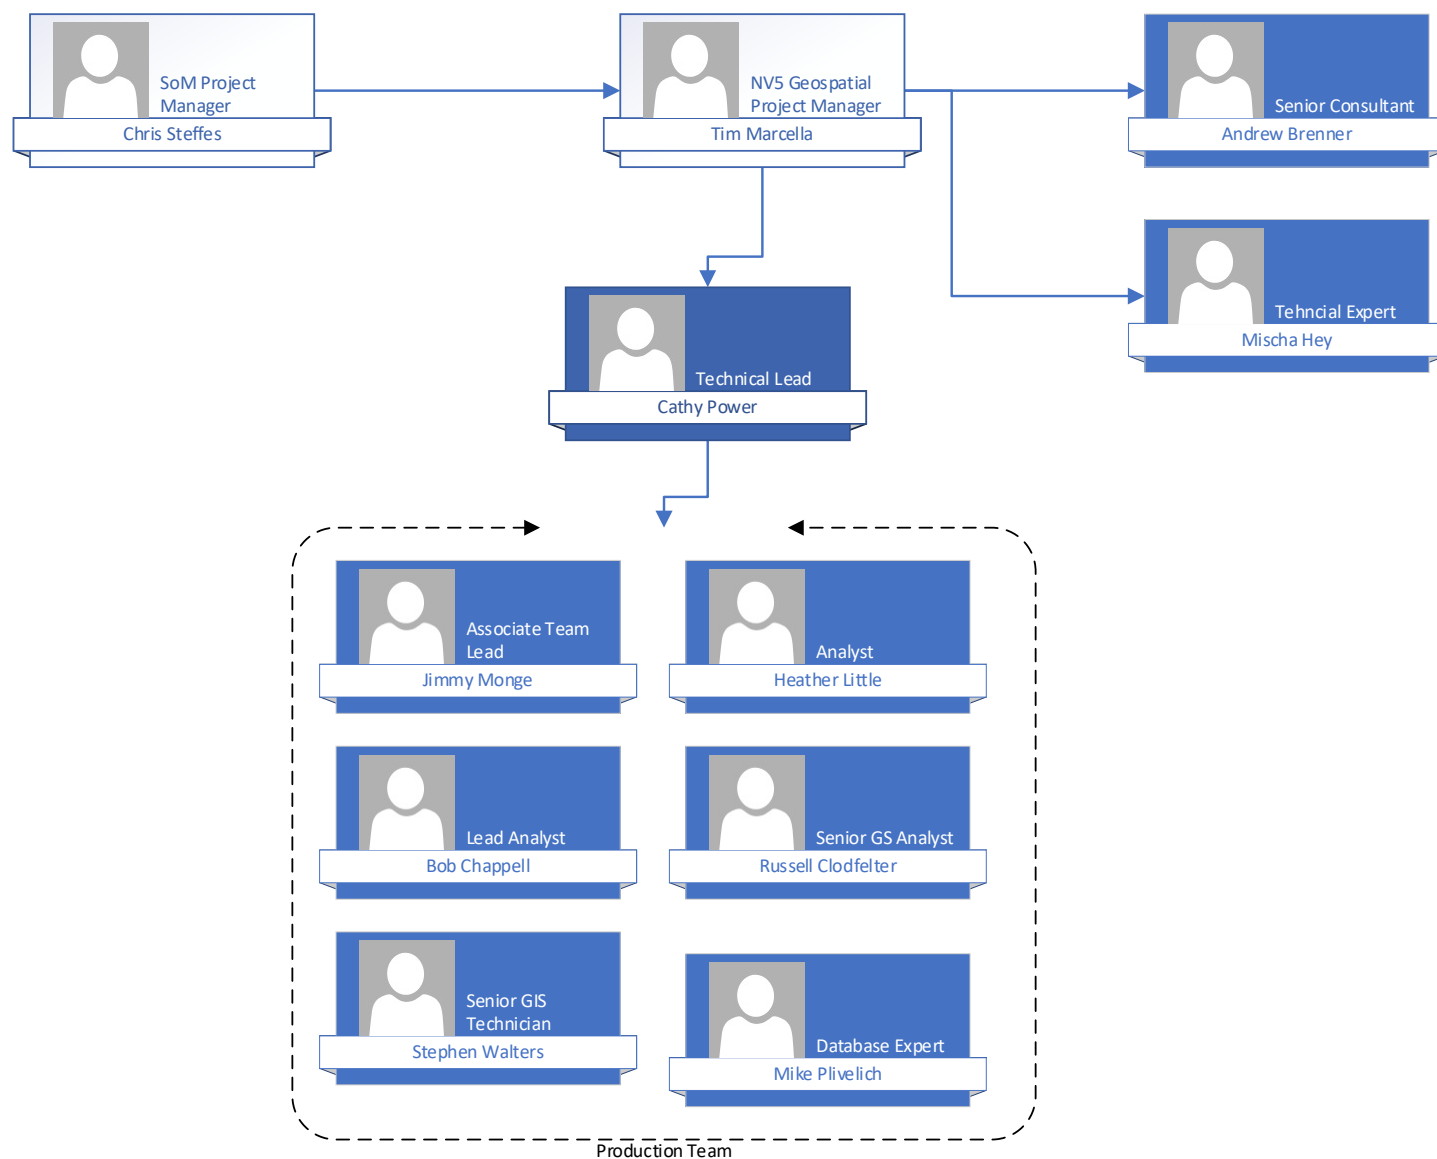 SoM Project
Manager
Chris Steffes
NV5 Geospatial
Project Manager
Tim Marcella
Senior Consultant
Andrew Brenner
Tehncial Expert
Mischa Hey
Technical Lead
Cathy Power
Associate Team
Lead
Jimmy Monge
Analyst
Heather Little
Lead Analyst
Bob Chappell
Senior GS Analyst
Russell Clodfelter
Senior GIS
Technician
Stephen Walters
Database Expert
Mike Plivelich
Production Team